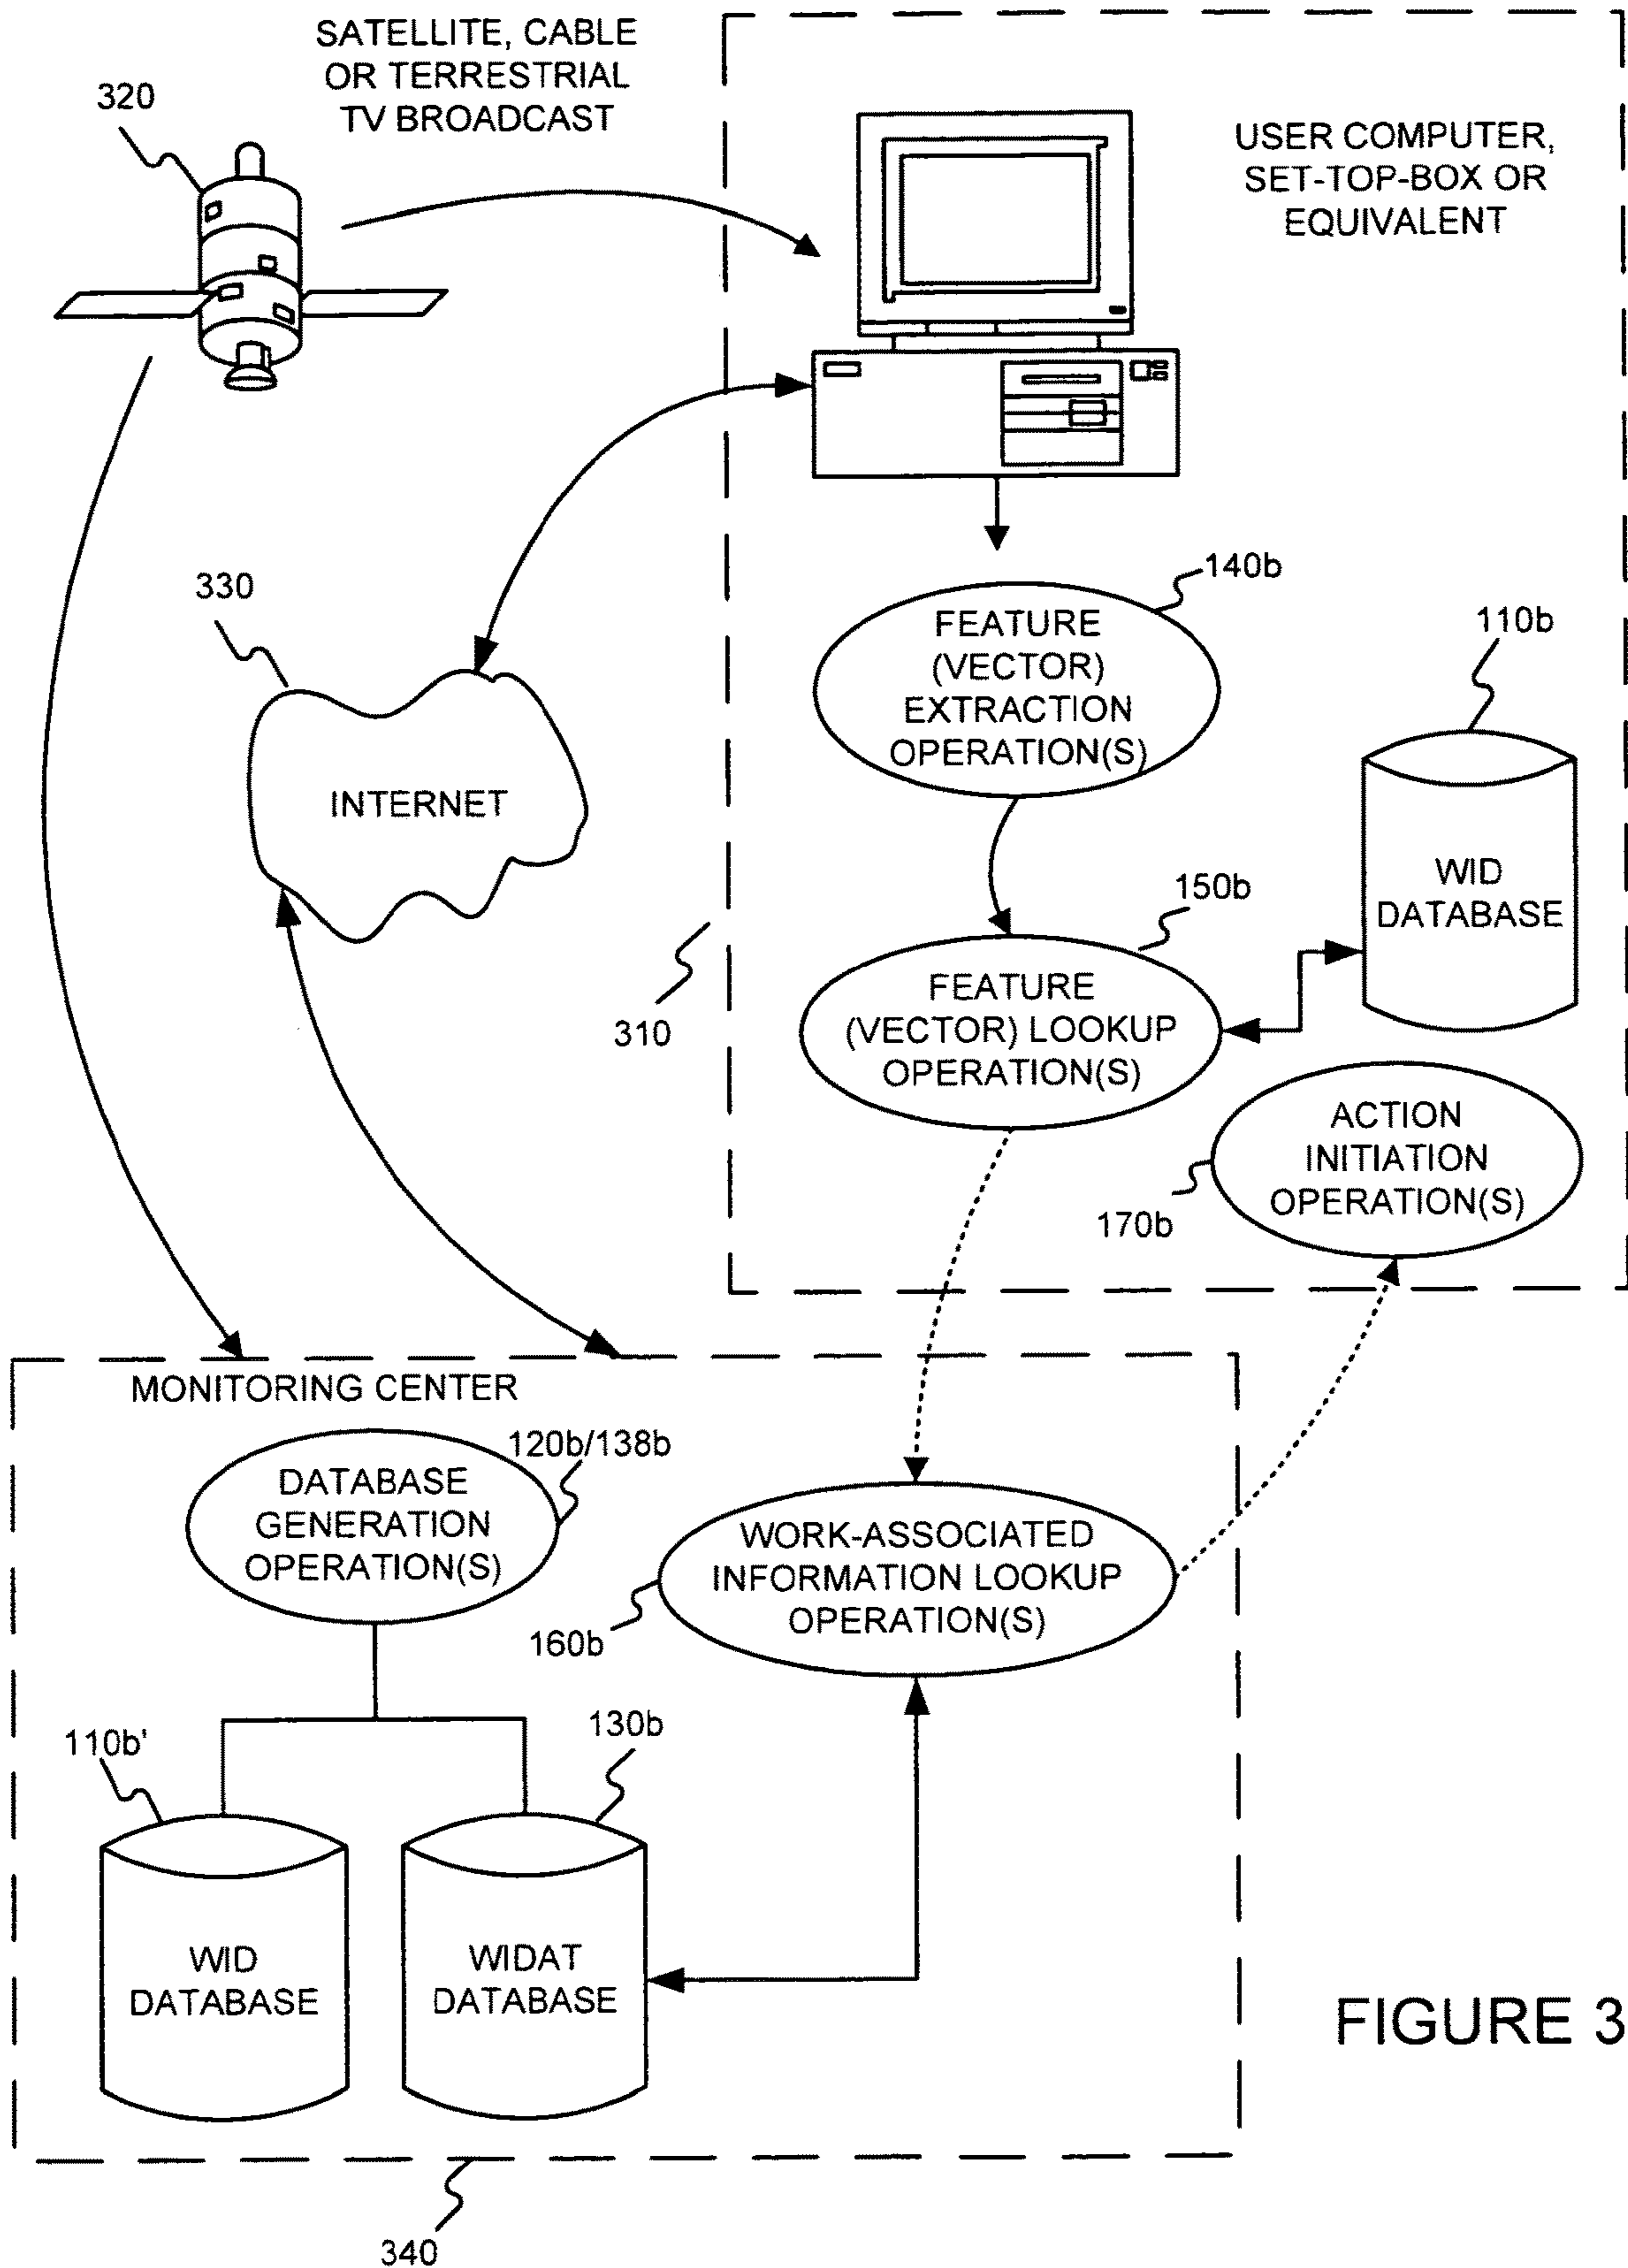 SATELLITE, CABLE
OR TERRESTRIAL
TV BROADCAST
320
USER COMPUTER,
SET-TOP-BOX OR
EQUIVALENT
330
INTERNET
140b
FEATURE
(VECTOR)
EXTRACTION
OPERATION(S)
110b
WID
DATABASE
150b
FEATURE
(VECTOR) LOOKUP
OPERATION(S)
310
ACTION
INITIATION
OPERATION(S)
170b
MONITORING CENTER
120b/138b
DATABASE
GENERATION
OPERATION(S)
WORK-ASSOCIATED
INFORMATION LOOKUP
OPERATION(S)
160b
110b'
130b
WID
DATABASE
WIDAT
DATABASE
FIGURE 3
340